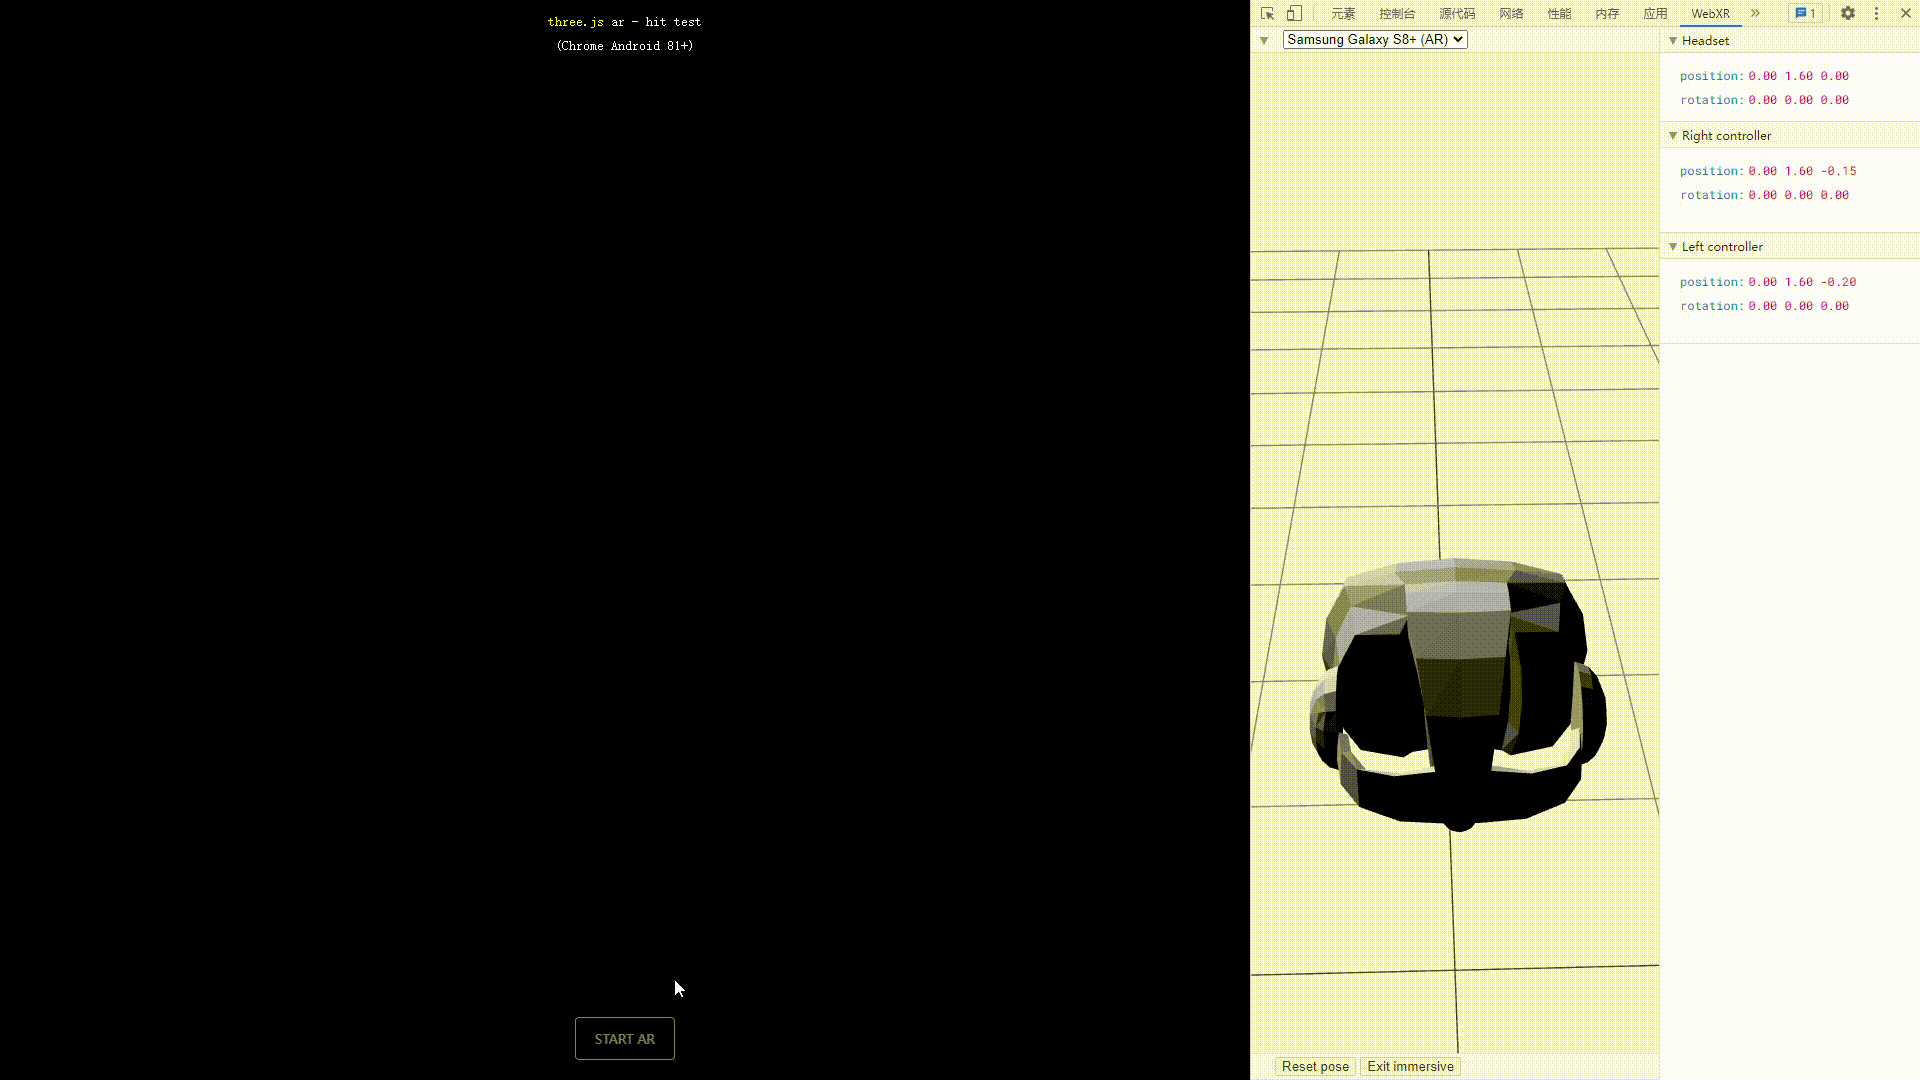 three.js ar - hit test
(Chrome Android 81+)
START AR
元素 控制台 源代码 网络 性能 内存 应用 WebXR » 1
Samsung Galaxy S8+ (AR)
Headset
position: 0.00 1.60 0.00
rotation: 0.00 0.00 0.00
Right controller
position: 0.00 1.60 -0.15
rotation: 0.00 0.00 0.00
Left controller
position: 0.00 1.60 -0.20
rotation: 0.00 0.00 0.00
Reset pose Exit immersive